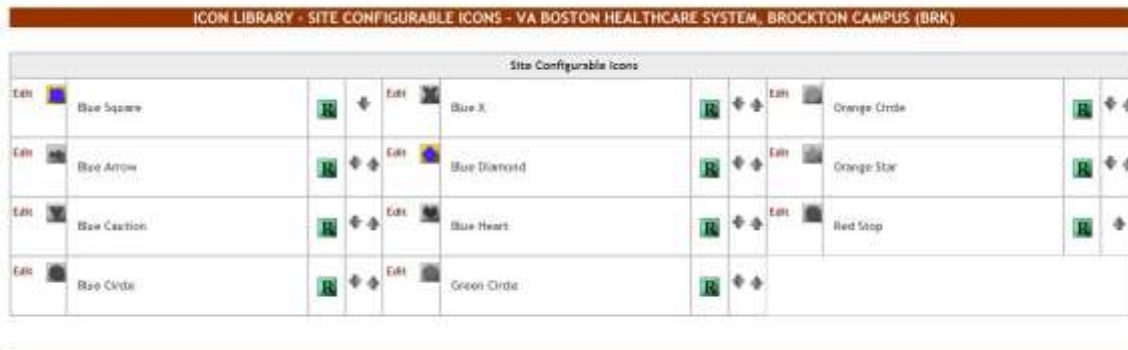 ICON LIBRARY - SITE CONFIGURABLE ICONS - VA BOSTON HEALTHCARE SYSTEM, BROCKTON CAMPUS (BRK)
Site Configurable Icons
Edit Blue Square R Edit Blue X R Edit Orange Circle R
Edit Blue Arrow R Edit Blue Diamond R Edit Orange Star R
Edit Blue Caution R Edit Blue Heart R Edit Red Stop R
Edit Blue Circle R Edit Green Circle R